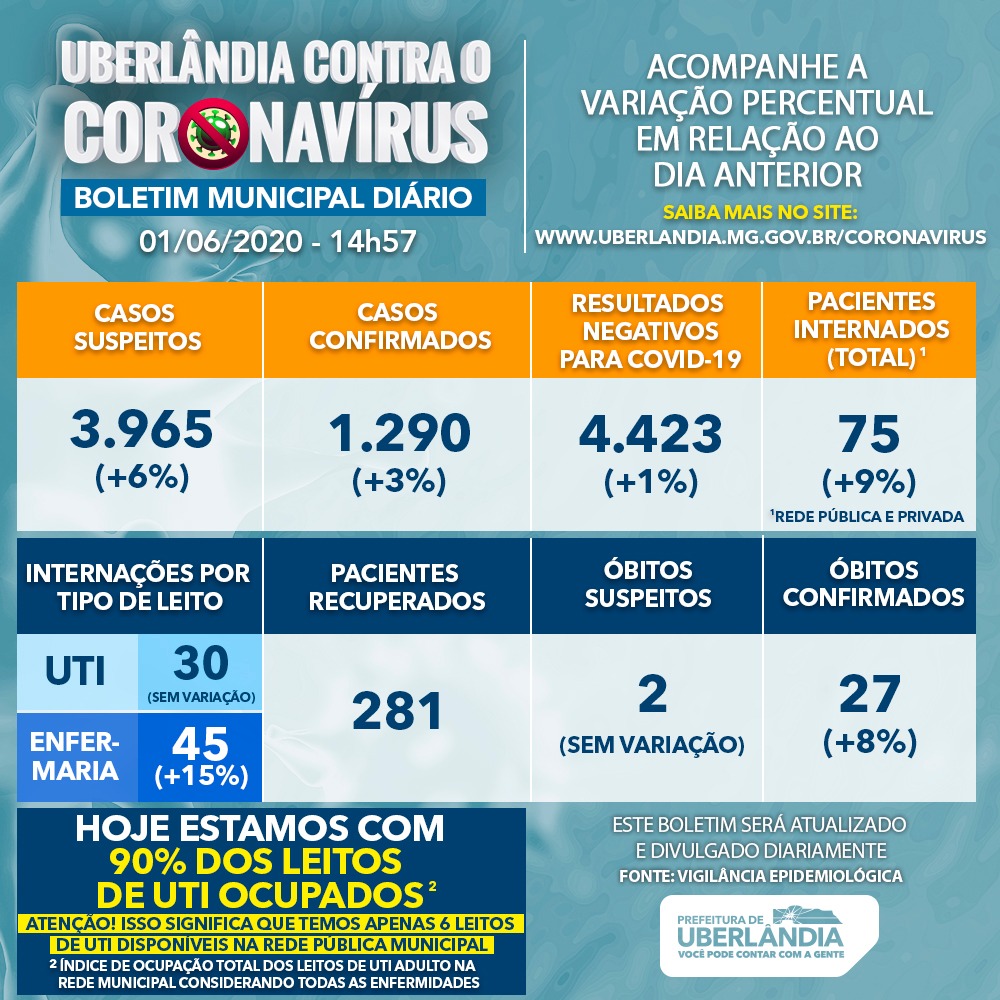 UBERLÂNDIA CONTRA O
CORONAVÍRUS
BOLETIM MUNICIPAL DIÁRIO
01/06/2020 - 14h57
ACOMPANHE A
VARIAÇÃO PERCENTUAL
EM RELAÇÃO AO
DIA ANTERIOR
SAIBA MAIS NO SITE:
WWW.UBERLANDIA.MG.GOV.BR/CORONAVIRUS
CASOS
SUSPEITOS
3.965
(+6%)
CASOS
CONFIRMADOS
1.290
(+3%)
RESULTADOS
NEGATIVOS
PARA COVID-19
4.423
(+1%)
PACIENTES
INTERNADOS
(TOTAL) ¹
75
(+9%)
¹REDE PÚBLICA E PRIVADA
INTERNAÇÕES POR
TIPO DE LEITO
UTI
30
(SEM VARIAÇÃO)
ENFER-
MARIA
45
(+15%)
PACIENTES
RECUPERADOS
281
ÓBITOS
SUSPEITOS
2
(SEM VARIAÇÃO)
ÓBITOS
CONFIRMADOS
27
(+8%)
HOJE ESTAMOS COM
90% DOS LEITOS
DE UTI OCUPADOS ²
ATENÇÃO! ISSO SIGNIFICA QUE TEMOS APENAS 6 LEITOS
DE UTI DISPONÍVEIS NA REDE PÚBLICA MUNICIPAL
² ÍNDICE DE OCUPAÇÃO TOTAL DOS LEITOS DE UTI ADULTO NA
REDE MUNICIPAL CONSIDERANDO TODAS AS ENFERMIDADES
ESTE BOLETIM SERÁ ATUALIZADO
E DIVULGADO DIARIAMENTE
FONTE: VIGILÂNCIA EPIDEMIOLÓGICA
PREFEITURA DE
UBERLÂNDIA
VOCÊ PODE CONTAR COM A GENTE